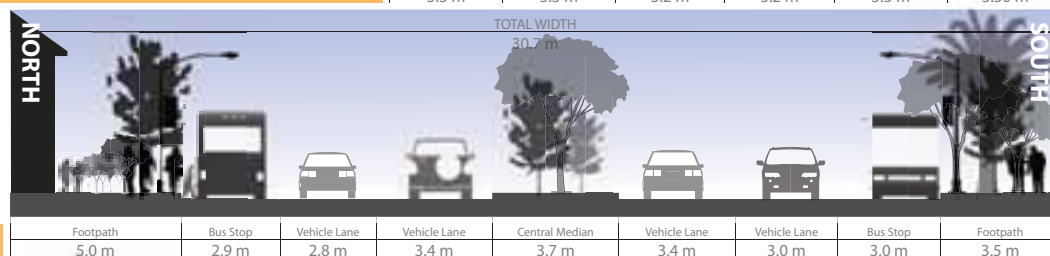 TOTAL WIDTH
30.7 m
NORTH
SOUTH
Footpath Bus Stop Vehicle Lane Vehicle Lane Central Median Vehicle Lane Vehicle Lane Bus Stop Footpath
5.0 m 2.9 m 2.8 m 3.4 m 3.7 m 3.4 m 3.0 m 3.0 m 3.5 m